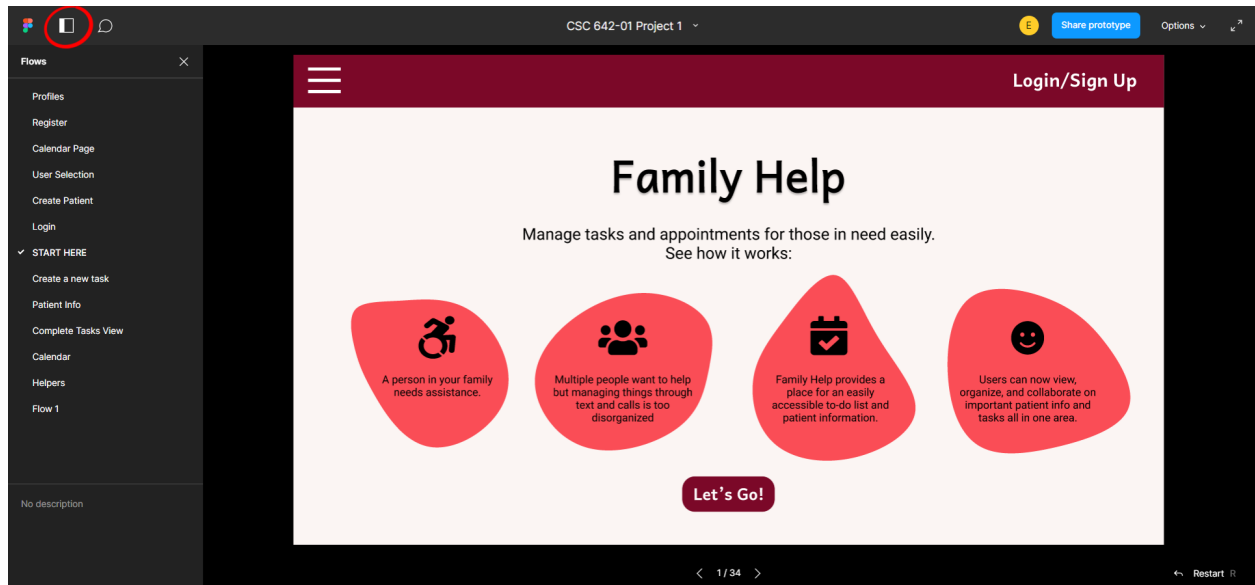 CSC 642-01 Project 1
E
Share prototype
Options
Flows
Profiles
Register
Calendar Page
User Selection
Create Patient
Login
START HERE
Create a new task
Patient Info
Complete Tasks View
Calendar
Helpers
Flow 1
No description
Login/Sign Up
Family Help
Manage tasks and appointments for those in need easily.
See how it works:
A person in your family
needs assistance.
Multiple people want to help
but managing things through
text and calls is too
disorganized
Family Help provides a
place for an easily
accessible to-do list and
patient information.
Users can now view,
organize, and collaborate on
important patient info and
tasks all in one area.
Let's Go!
1 / 34
Restart R